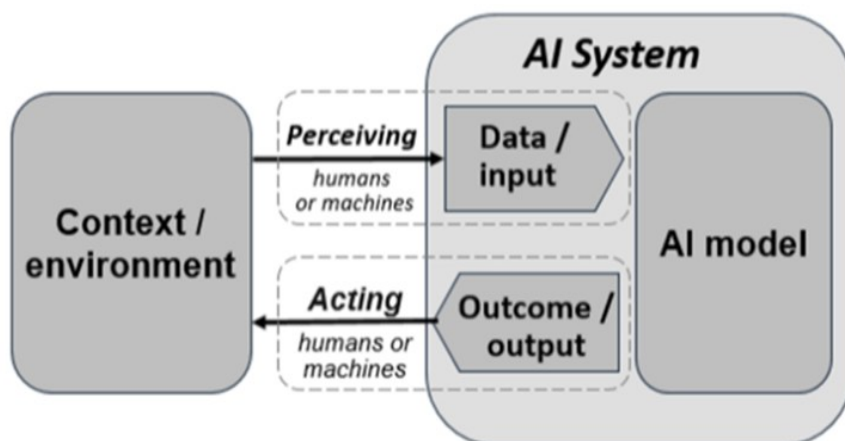 AI System
Perceiving
humans
or machines
Data /
input
Context /
environment
AI model
Acting
humans or
machines
Outcome /
output